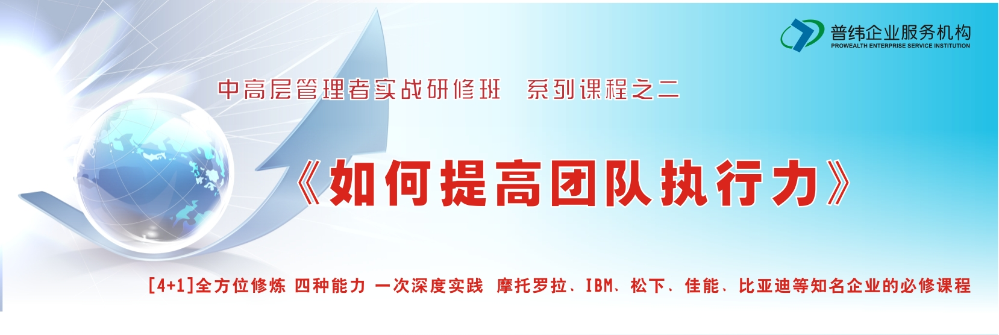 普纬企业服务机构
PROWEALTH ENTERPRISE SERVICE INSTITUTION
中高层管理者实战研修班 系列课程之二
《如何提高团队执行力》
[4+1]全方位修炼 四种能力 一次深度实践 摩托罗拉、IBM、松下、佳能、比亚迪等知名企业的必修课程